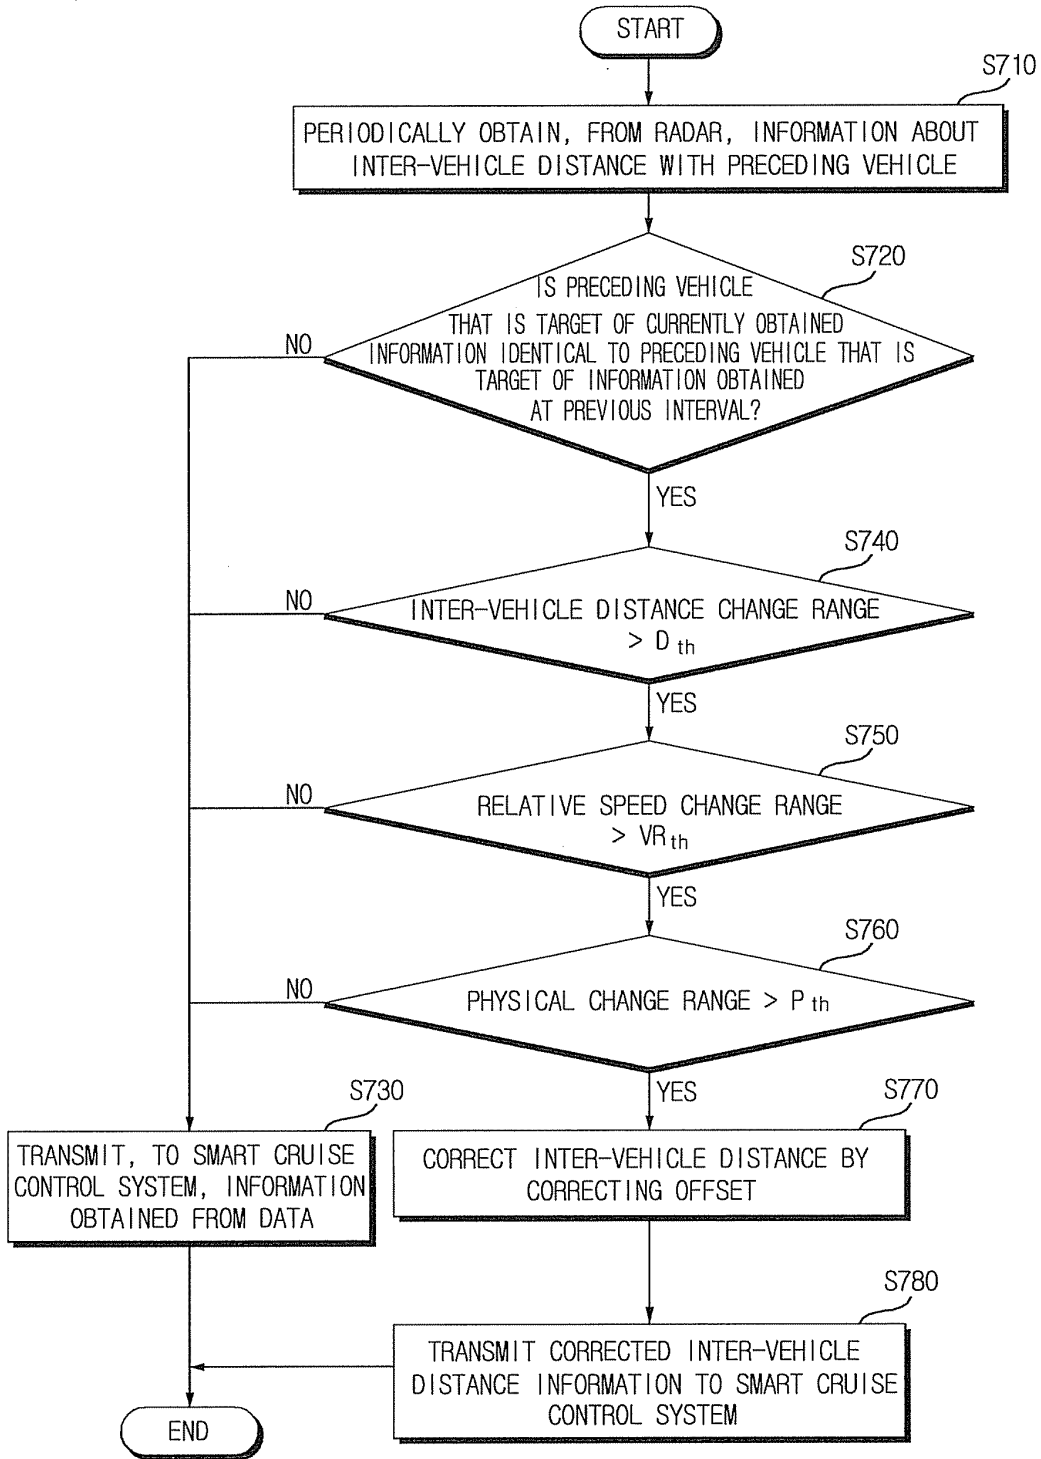 START
S710
PERIODICALLY OBTAIN, FROM RADAR, INFORMATION ABOUT
INTER-VEHICLE DISTANCE WITH PRECEDING VEHICLE
S720
IS PRECEDING VEHICLE
THAT IS TARGET OF CURRENTLY OBTAINED
INFORMATION IDENTICAL TO PRECEDING VEHICLE THAT IS
TARGET OF INFORMATION OBTAINED
AT PREVIOUS INTERVAL?
NO
YES
S740
INTER-VEHICLE DISTANCE CHANGE RANGE
> D th
NO
YES
S750
RELATIVE SPEED CHANGE RANGE
> VR th
NO
YES
S760
PHYSICAL CHANGE RANGE > P th
NO
YES
S730
TRANSMIT, TO SMART CRUISE
CONTROL SYSTEM, INFORMATION
OBTAINED FROM DATA
S770
CORRECT INTER-VEHICLE DISTANCE BY
CORRECTING OFFSET
S780
TRANSMIT CORRECTED INTER-VEHICLE
DISTANCE INFORMATION TO SMART CRUISE
CONTROL SYSTEM
END